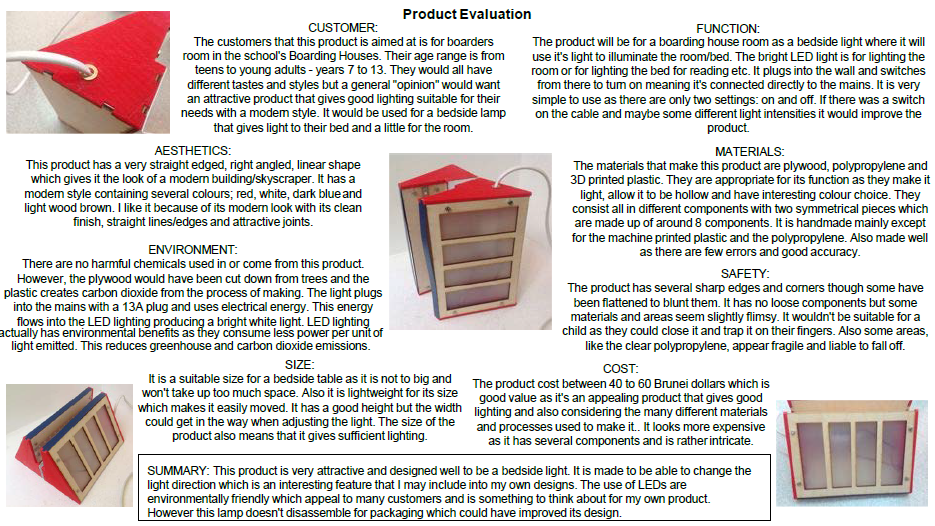 Product Evaluation
CUSTOMER:
The customers that this product is aimed at is for boarders
room in the school's Boarding Houses. Their age range is from
teens to young adults - years 7 to 13. They would all have
different tastes and styles but a general "opinion" would want
an attractive product that gives good lighting suitable for their
needs with a modern style. It would be used for a bedside lamp
that gives light to their bed and a little for the room.
FUNCTION:
The product will be for a boarding house room as a bedside light where it will
use it's light to illuminate the room/bed. The bright LED light is for lighting the
room or for lighting the bed for reading etc. It plugs into the wall and switches
from there to turn on meaning it's connected directly to the mains. It is very
simple to use as there are only two settings: on and off. If there was a switch
on the cable and maybe some different light intensities it would improve the
product.
AESTHETICS:
This product has a very straight edged, right angled, linear shape
which gives it the look of a modern building/skyscraper. It has a
modern style containing several colours; red, white, dark blue and
light wood brown. I like it because of its modern look with its clean
finish, straight lines/edges and attractive joints.
MATERIALS:
The materials that make this product are plywood, polypropylene and
3D printed plastic. They are appropriate for its function as they make it
light, allow it to be hollow and have interesting colour choice. They
consist all in different components with two symmetrical pieces which
are made up of around 8 components. It is handmade mainly except
for the machine printed plastic and the polypropylene. Also made well
as there are few errors and good accuracy.
ENVIRONMENT:
There are no harmful chemicals used in or come from this product.
However, the plywood would have been cut down from trees and the
plastic creates carbon dioxide from the process of making. The light plugs
into the mains with a 13A plug and uses electrical energy. This energy
flows into the LED lighting producing a bright white light. LED lighting
actually has environmental benefits as they consume less power per unit of
light emitted. This reduces greenhouse and carbon dioxide emissions.
SAFETY:
The product has several sharp edges and corners though some have
been flattened to blunt them. It has no loose components but some
materials and areas seem slightly flimsy. It wouldn't be suitable for a
child as they could close it and trap it on their fingers. Also some areas,
like the clear polypropylene, appear fragile and liable to fall off.
SIZE:
It is a suitable size for a bedside table as it is not to big and
won't take up too much space. Also it is lightweight for its size
which makes it easily moved. It has a good height but the width
could get in the way when adjusting the light. The size of the
product also means that it gives sufficient lighting.
COST:
The product cost between 40 to 60 Brunei dollars which is
good value as it's an appealing product that gives good
lighting and also considering the many different materials
and processes used to make it.. It looks more expensive
as it has several components and is rather intricate.
SUMMARY: This product is very attractive and designed well to be a bedside light. It is made to be able to change the
light direction which is an interesting feature that I may include into my own designs. The use of LEDs are
environmentally friendly which appeal to many customers and is something to think about for my own product.
However this lamp doesn't disassemble for packaging which could have improved its design.